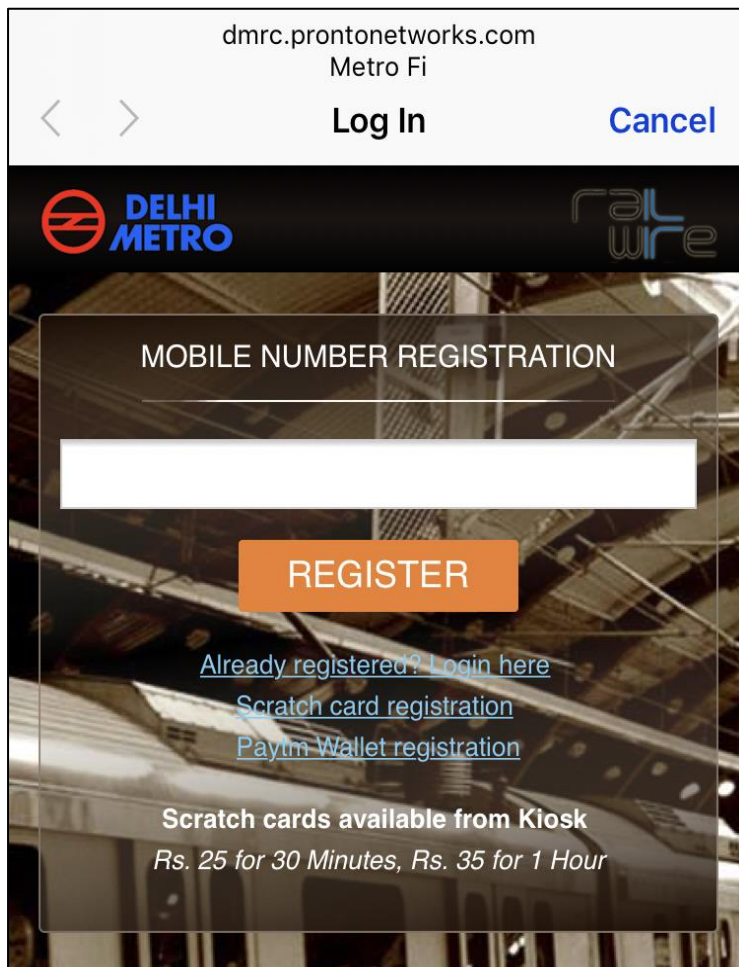 dmrc.prontonetworks.com
Metro Fi
Log In
Cancel
DELHI
METRO
rail
wire
MOBILE NUMBER REGISTRATION
REGISTER
Already registered? Login here
Scratch card registration
Paytm Wallet registration
Scratch cards available from Kiosk
Rs. 25 for 30 Minutes, Rs. 35 for 1 Hour